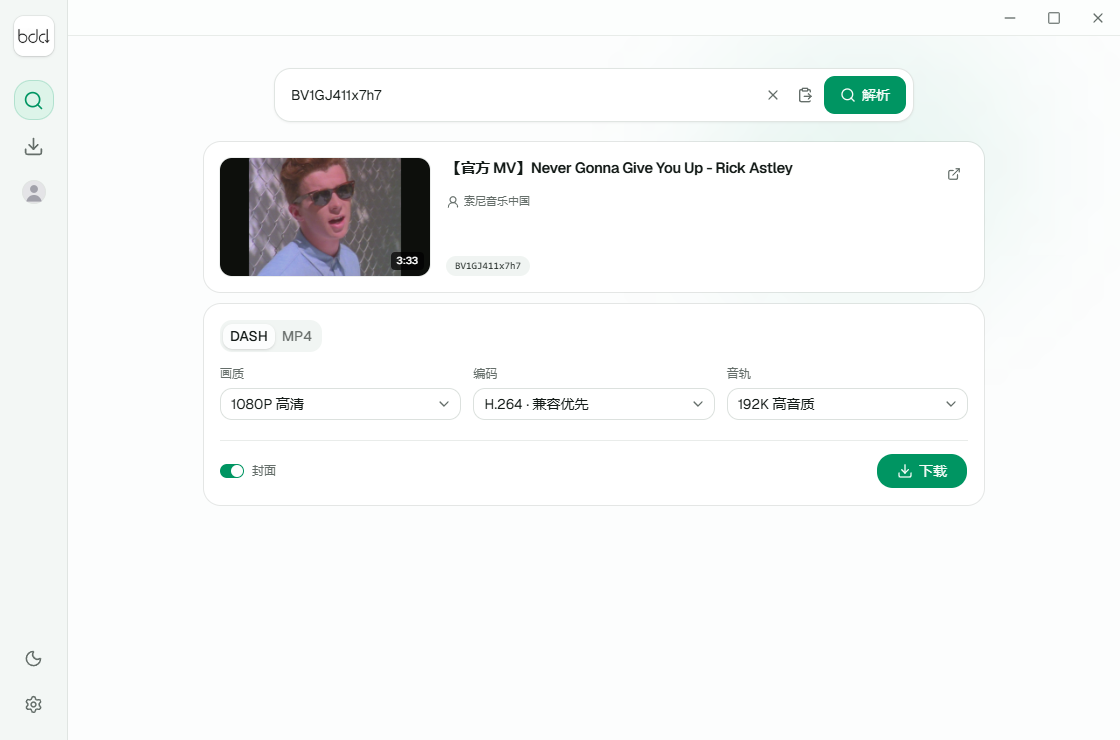 bdd
BV1GJ411x7h7
解析
【官方 MV】Never Gonna Give You Up - Rick Astley
索尼音乐中国
3:33
BV1GJ411x7h7
DASH MP4
画质 编码 音轨
1080P 高清 H.264 · 兼容优先 192K 高音质
封面 下载